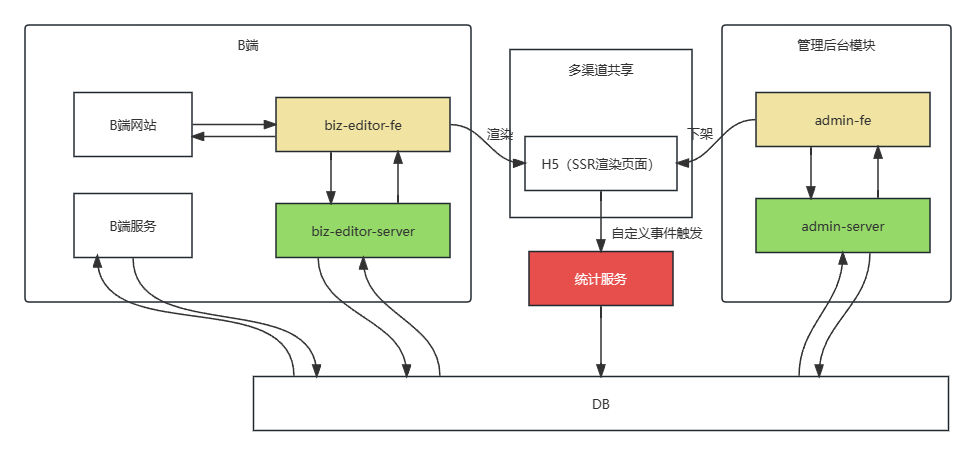 B端
多渠道共享
管理后台模块
B端网站
biz-editor-fe
渲染
下架
admin-fe
H5（SSR渲染页面）
B端服务
biz-editor-server
admin-server
自定义事件触发
统计服务
DB